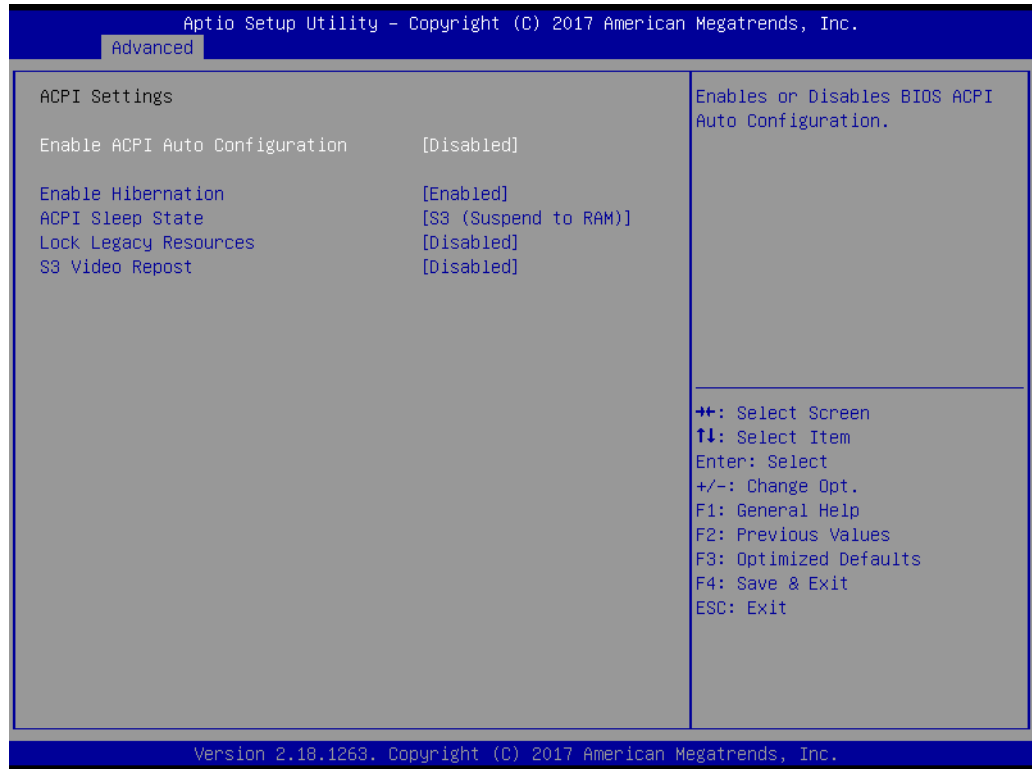 Aptio Setup Utility – Copyright (C) 2017 American Megatrends, Inc.
Advanced
ACPI Settings
Enable ACPI Auto Configuration [Disabled]
Enable Hibernation [Enabled]
ACPI Sleep State [S3 (Suspend to RAM)]
Lock Legacy Resources [Disabled]
S3 Video Repost [Disabled]
Enables or Disables BIOS ACPI
Auto Configuration.
→←: Select Screen
↑↓: Select Item
Enter: Select
+/-: Change Opt.
F1: General Help
F2: Previous Values
F3: Optimized Defaults
F4: Save & Exit
ESC: Exit
Version 2.18.1263. Copyright (C) 2017 American Megatrends, Inc.